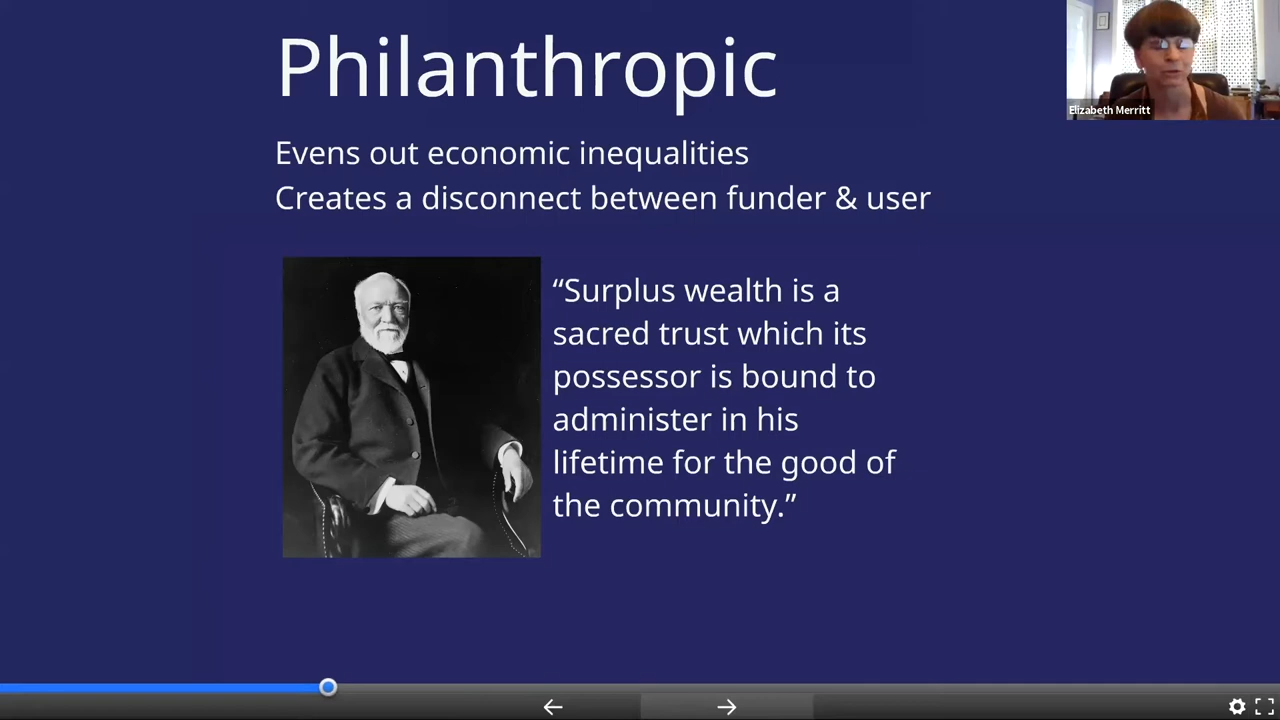 Philanthropic
Elizabeth Merritt
Evens out economic inequalities
Creates a disconnect between funder & user
“Surplus wealth is a
sacred trust which its
possessor is bound to
administer in his
lifetime for the good of
the community.”